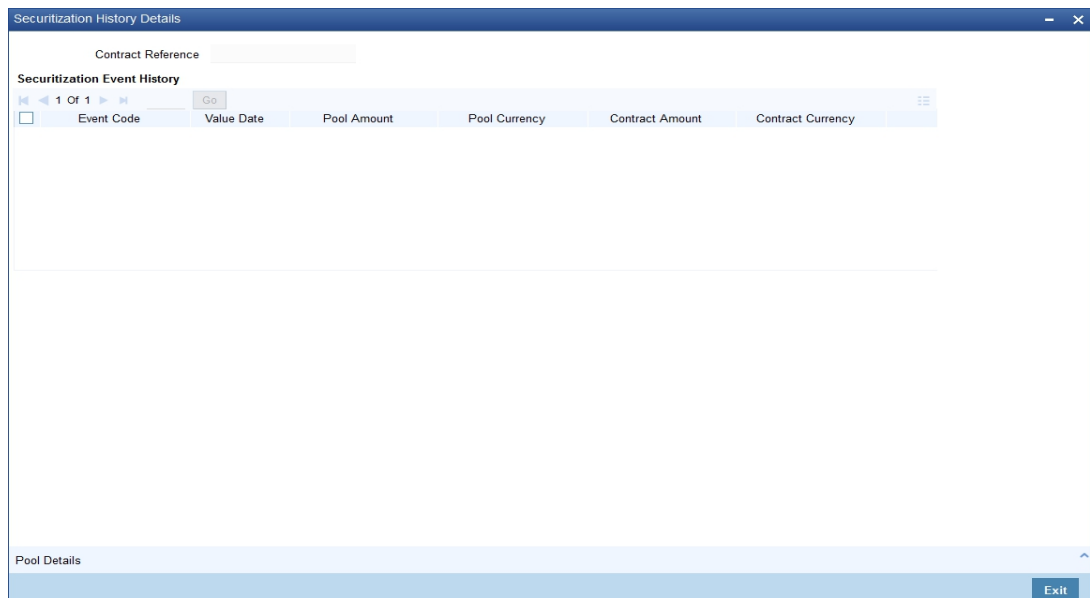 Securitization History Details
Contract Reference
Securitization Event History
1 Of 1 Go
Event Code Value Date Pool Amount Pool Currency Contract Amount Contract Currency
Pool Details
Exit